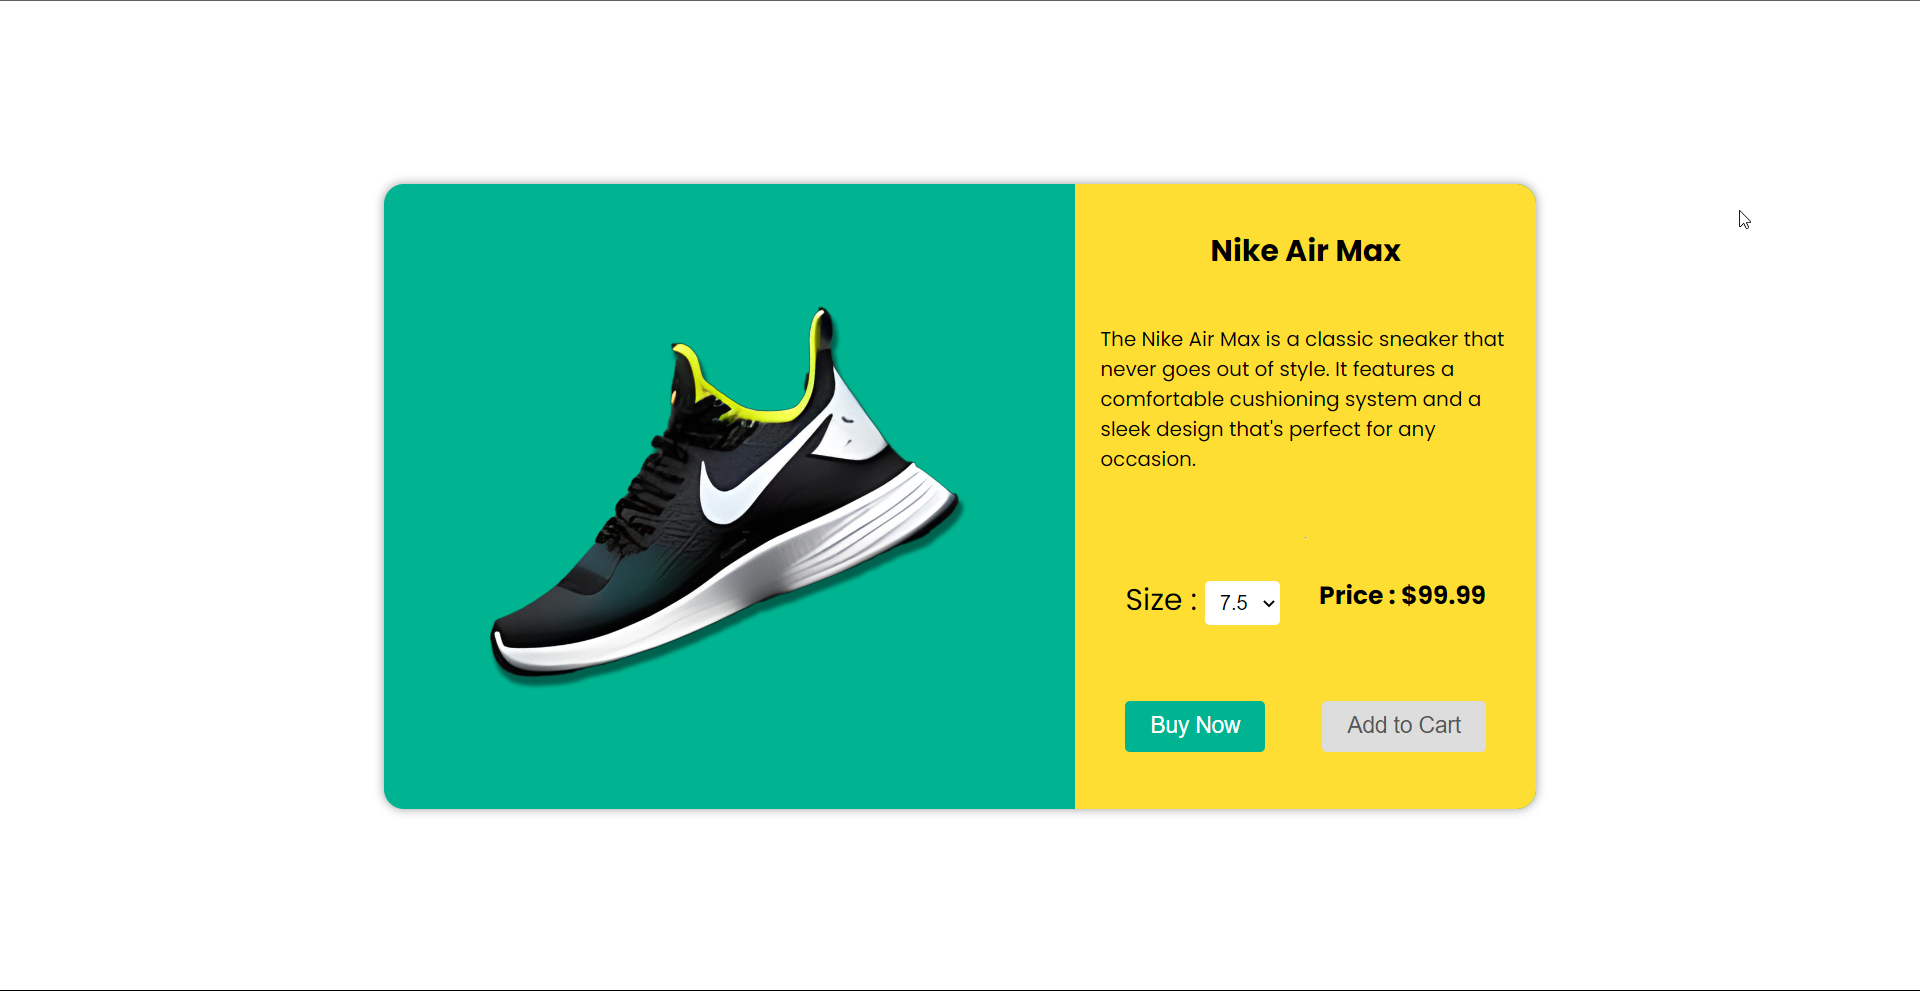 Nike Air Max
The Nike Air Max is a classic sneaker that
never goes out of style. It features a
comfortable cushioning system and a
sleek design that's perfect for any
occasion.
Size : 7.5 Price : $99.99
Buy Now Add to Cart